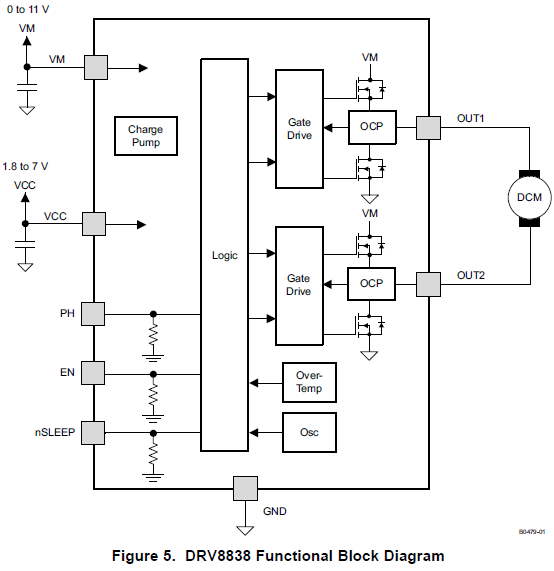 0 to 11 V
VM
VM
VM
Charge
Pump
Gate
Drive
OCP
OUT1
1.8 to 7 V
VCC
VCC
DCM
VM
Logic
Gate
Drive
OCP
OUT2
PH
EN
Over-
Temp
nSLEEP
Osc
GND
B0479-01
Figure 5. DRV8838 Functional Block Diagram